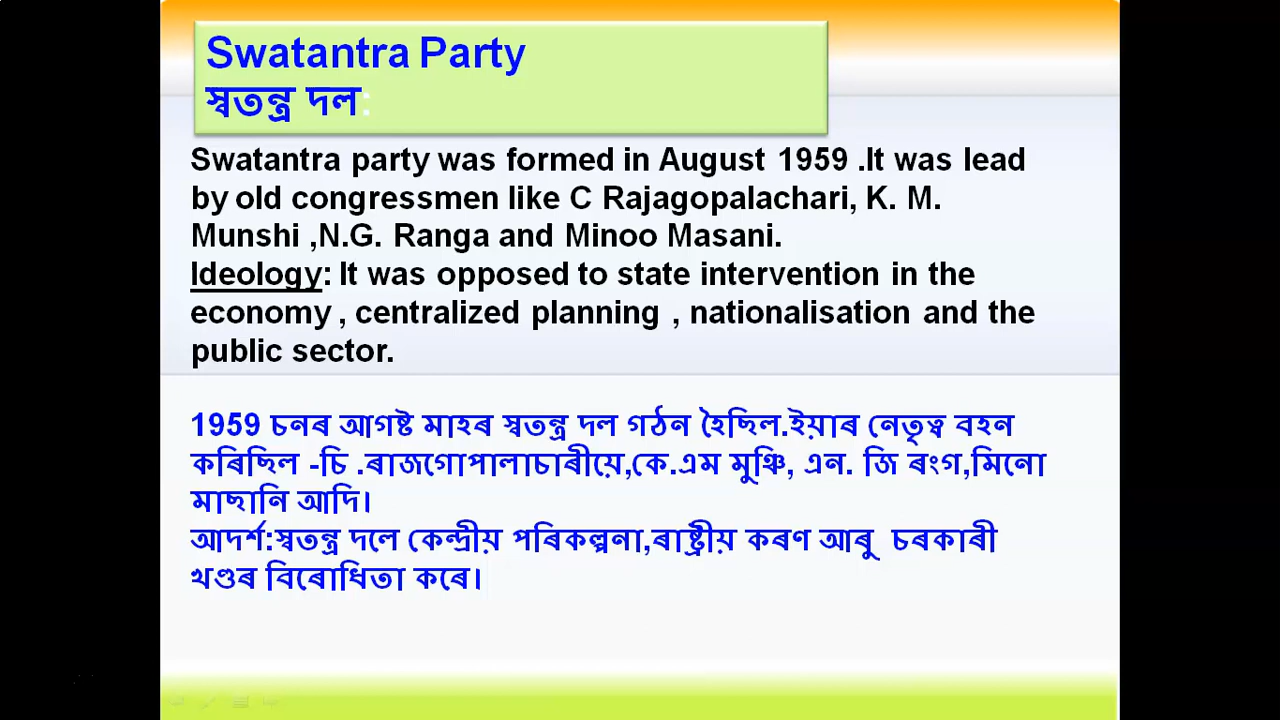 Swatantra Party
স্বতন্ত্ৰ দল:
Swatantra party was formed in August 1959 .It was lead
by old congressmen like C Rajagopalachari, K. M.
Munshi ,N.G. Ranga and Minoo Masani.
Ideology: It was opposed to state intervention in the
economy , centralized planning , nationalisation and the
public sector.
1959 চনৰ আগষ্ট মাহৰ স্বতন্ত্ৰ দল গঠন হৈছিল.ইয়াৰ নেতৃত্ব বহন
কৰিছিল -চি .ৰাজগোপালাচাৰীয়ে,কে.এম মুঞ্চি, এন. জি ৰংগ,মিনো
মাছানি আদি।
আদৰ্শ:স্বতন্ত্ৰ দলে কেন্দ্ৰীয় পৰিকল্পনা,ৰাষ্ট্ৰীয় কৰণ আৰু চৰকাৰী
খণ্ডৰ বিৰোধিতা কৰে।